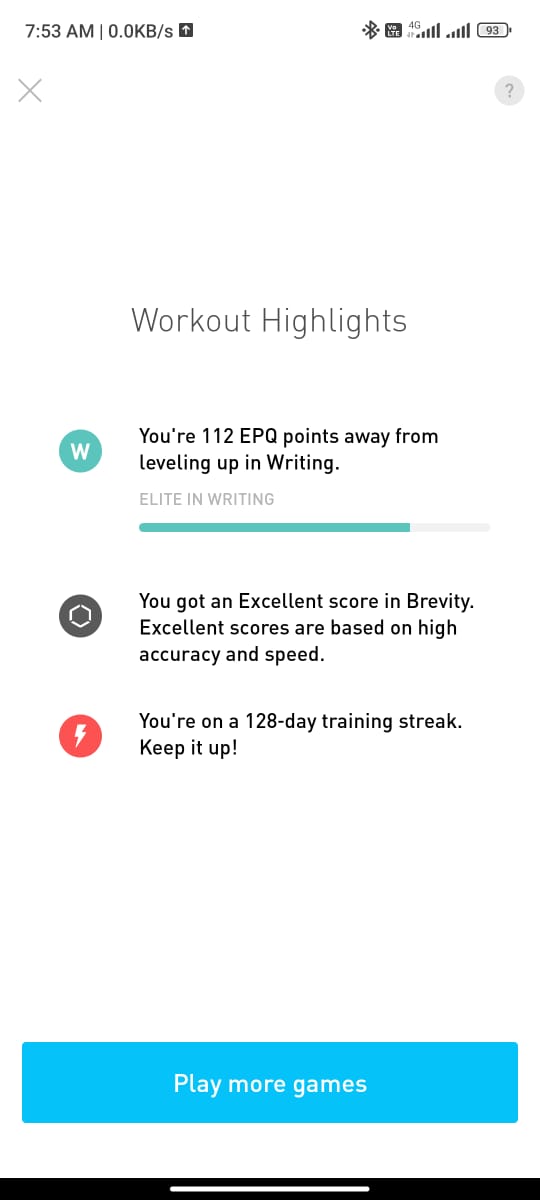 7:53 AM | 0.0KB/s
Vo LTE 4G 93
?
Workout Highlights
W
You're 112 EPQ points away from
leveling up in Writing.
ELITE IN WRITING
You got an Excellent score in Brevity.
Excellent scores are based on high
accuracy and speed.
You're on a 128-day training streak.
Keep it up!
Play more games